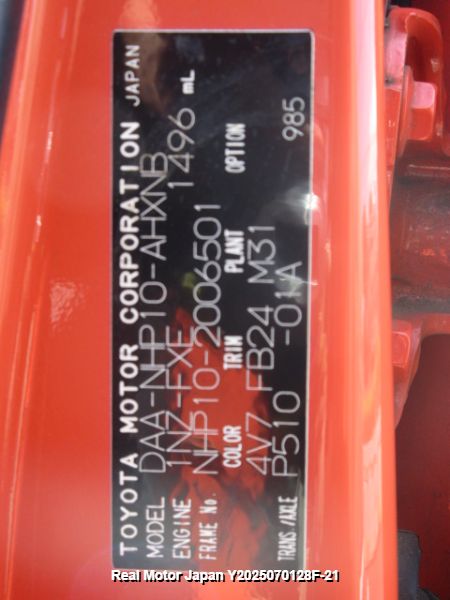 TOYOTA MOTOR CORPORATION JAPAN
MODEL DAA-NHP10-AHXNB
ENGINE 1NZ-FXE 1496 mL
FRAME No. NHP10-2006501
COLOR TRIM PLANT OPTION
4V7 FB24 M31 985
TRANS/AXLE P510 -01A
Real Motor Japan Y2025070128F-21